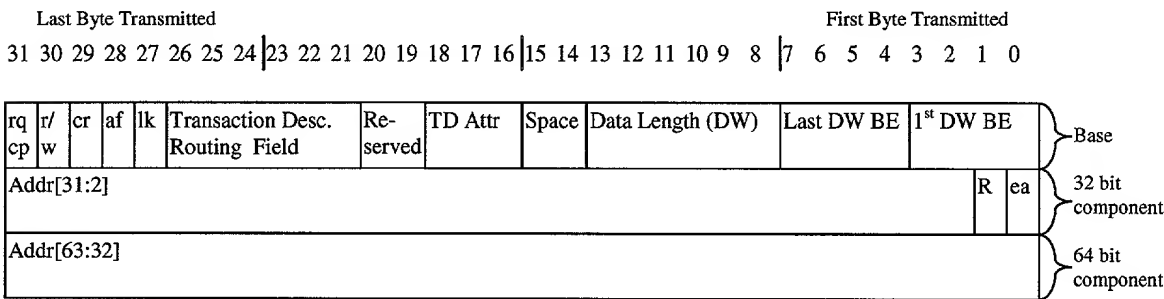 Last Byte Transmitted First Byte Transmitted
31 30 29 28 27 26 25 24 23 22 21 20 19 18 17 16 15 14 13 12 11 10 9 8 7 6 5 4 3 2 1 0
rq r/ cr af lk Transaction Desc. Re- TD Attr Space Data Length (DW) Last DW BE 1st DW BE
cp w Routing Field served
Base
Addr[31:2] R ea 32 bit
component
Addr[63:32] 64 bit
component